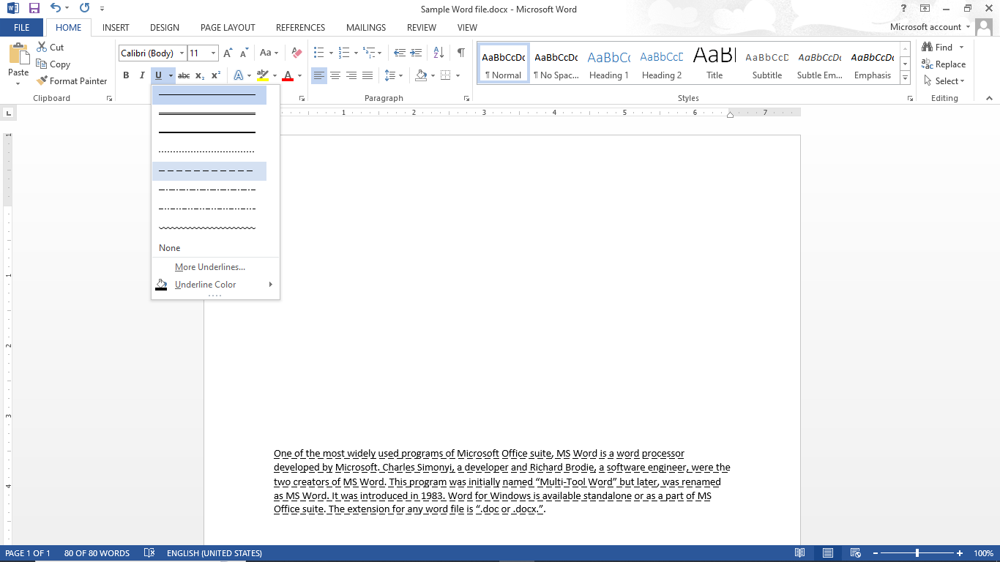 Sample Word file.docx - Microsoft Word
?
FILE HOME INSERT DESIGN PAGE LAYOUT REFERENCES MAILINGS REVIEW VIEW Microsoft account
Paste
Cut
Copy
Format Painter
Clipboard
Calibri (Body) 11 A A Aa
B I U abc x₂ x² A ab A
Paragraph
AaBbCcDc AaBbCcDc AaBbCc AaBbCcD AaBl AaBbCcD AaBbCcDc AaBbCcDc
¶ Normal ¶ No Spac... Heading 1 Heading 2 Title Subtitle Subtle Em... Emphasis
Styles
Find
Replace
Select
Editing
1 2 3 4 5 6 7
None
More Underlines...
Underline Color
1
1
2
3
4
One of the most widely used programs of Microsoft Office suite, MS Word is a word processor
developed by Microsoft. Charles Simonyi, a developer and Richard Brodie, a software engineer, were the
two creators of MS Word. This program was initially named “Multi-Tool Word” but later, was renamed
as MS Word. It was introduced in 1983. Word for Windows is available standalone or as a part of MS
Office suite. The extension for any word file is “.doc or .docx.”.
PAGE 1 OF 1 80 OF 80 WORDS ENGLISH (UNITED STATES) 100%